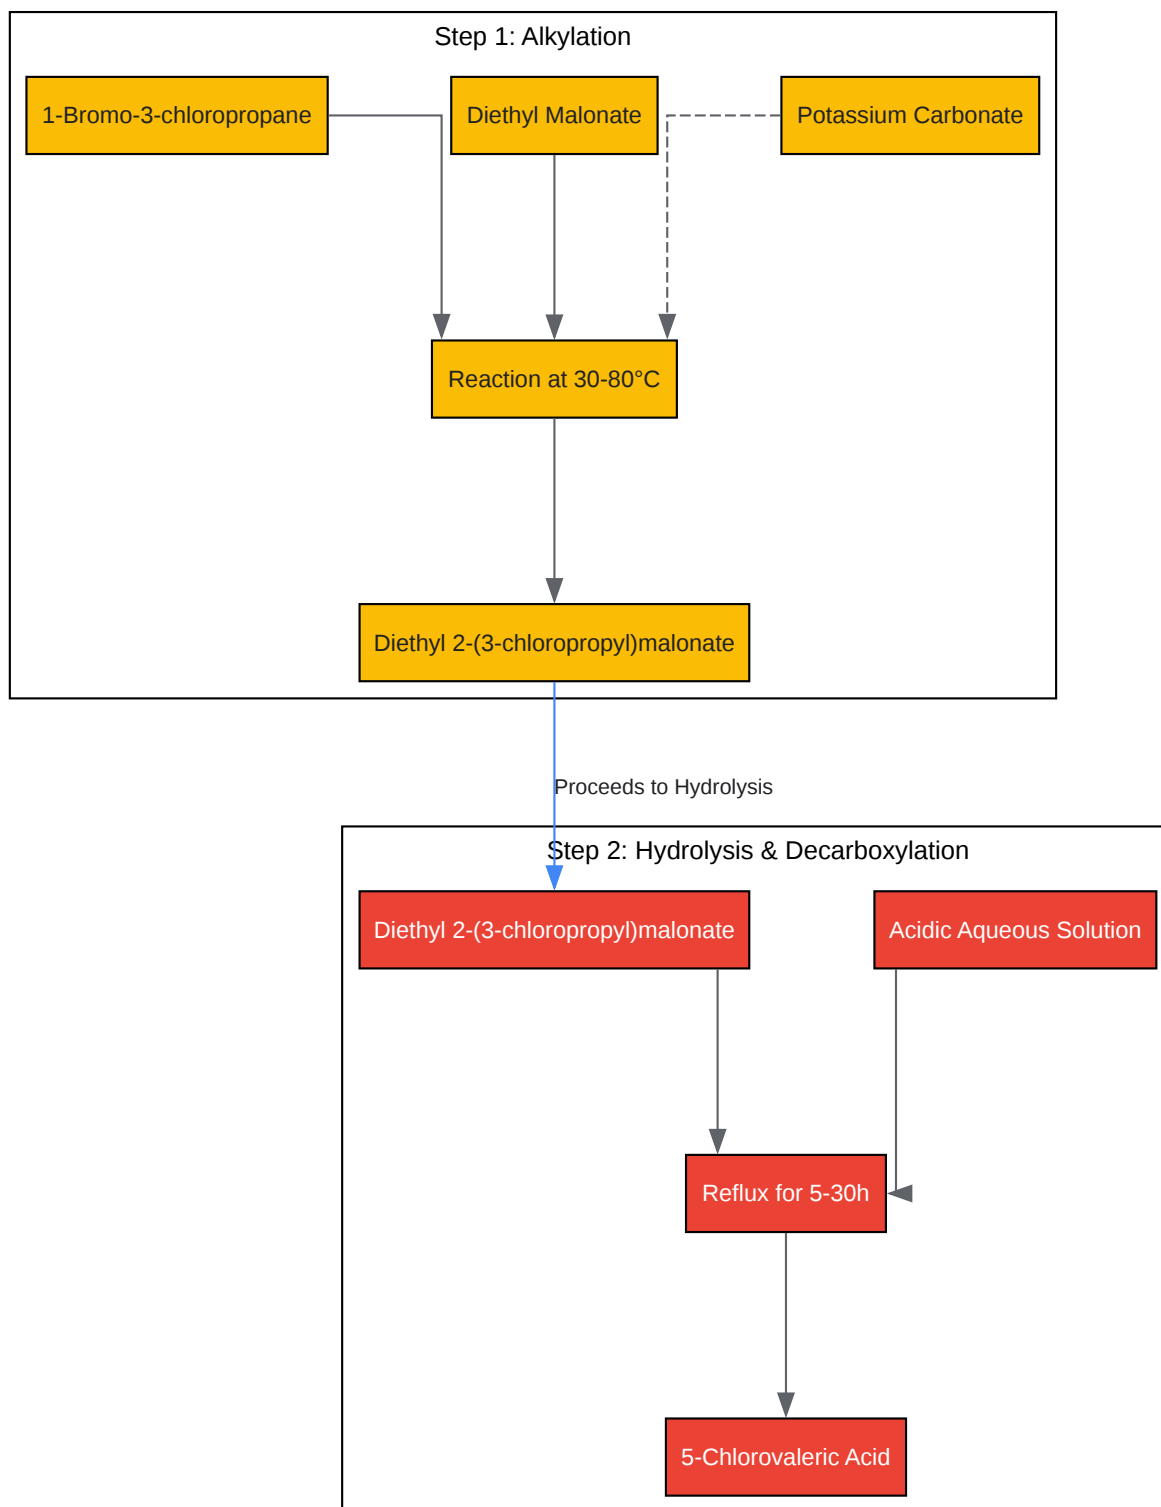 Step 1: Alkylation
1-Bromo-3-chloropropane
Diethyl Malonate
Potassium Carbonate
Reaction at 30-80°C
Diethyl 2-(3-chloropropyl)malonate
Proceeds to Hydrolysis
Step 2: Hydrolysis & Decarboxylation
Diethyl 2-(3-chloropropyl)malonate
Acidic Aqueous Solution
Reflux for 5-30h
5-Chlorovaleric Acid